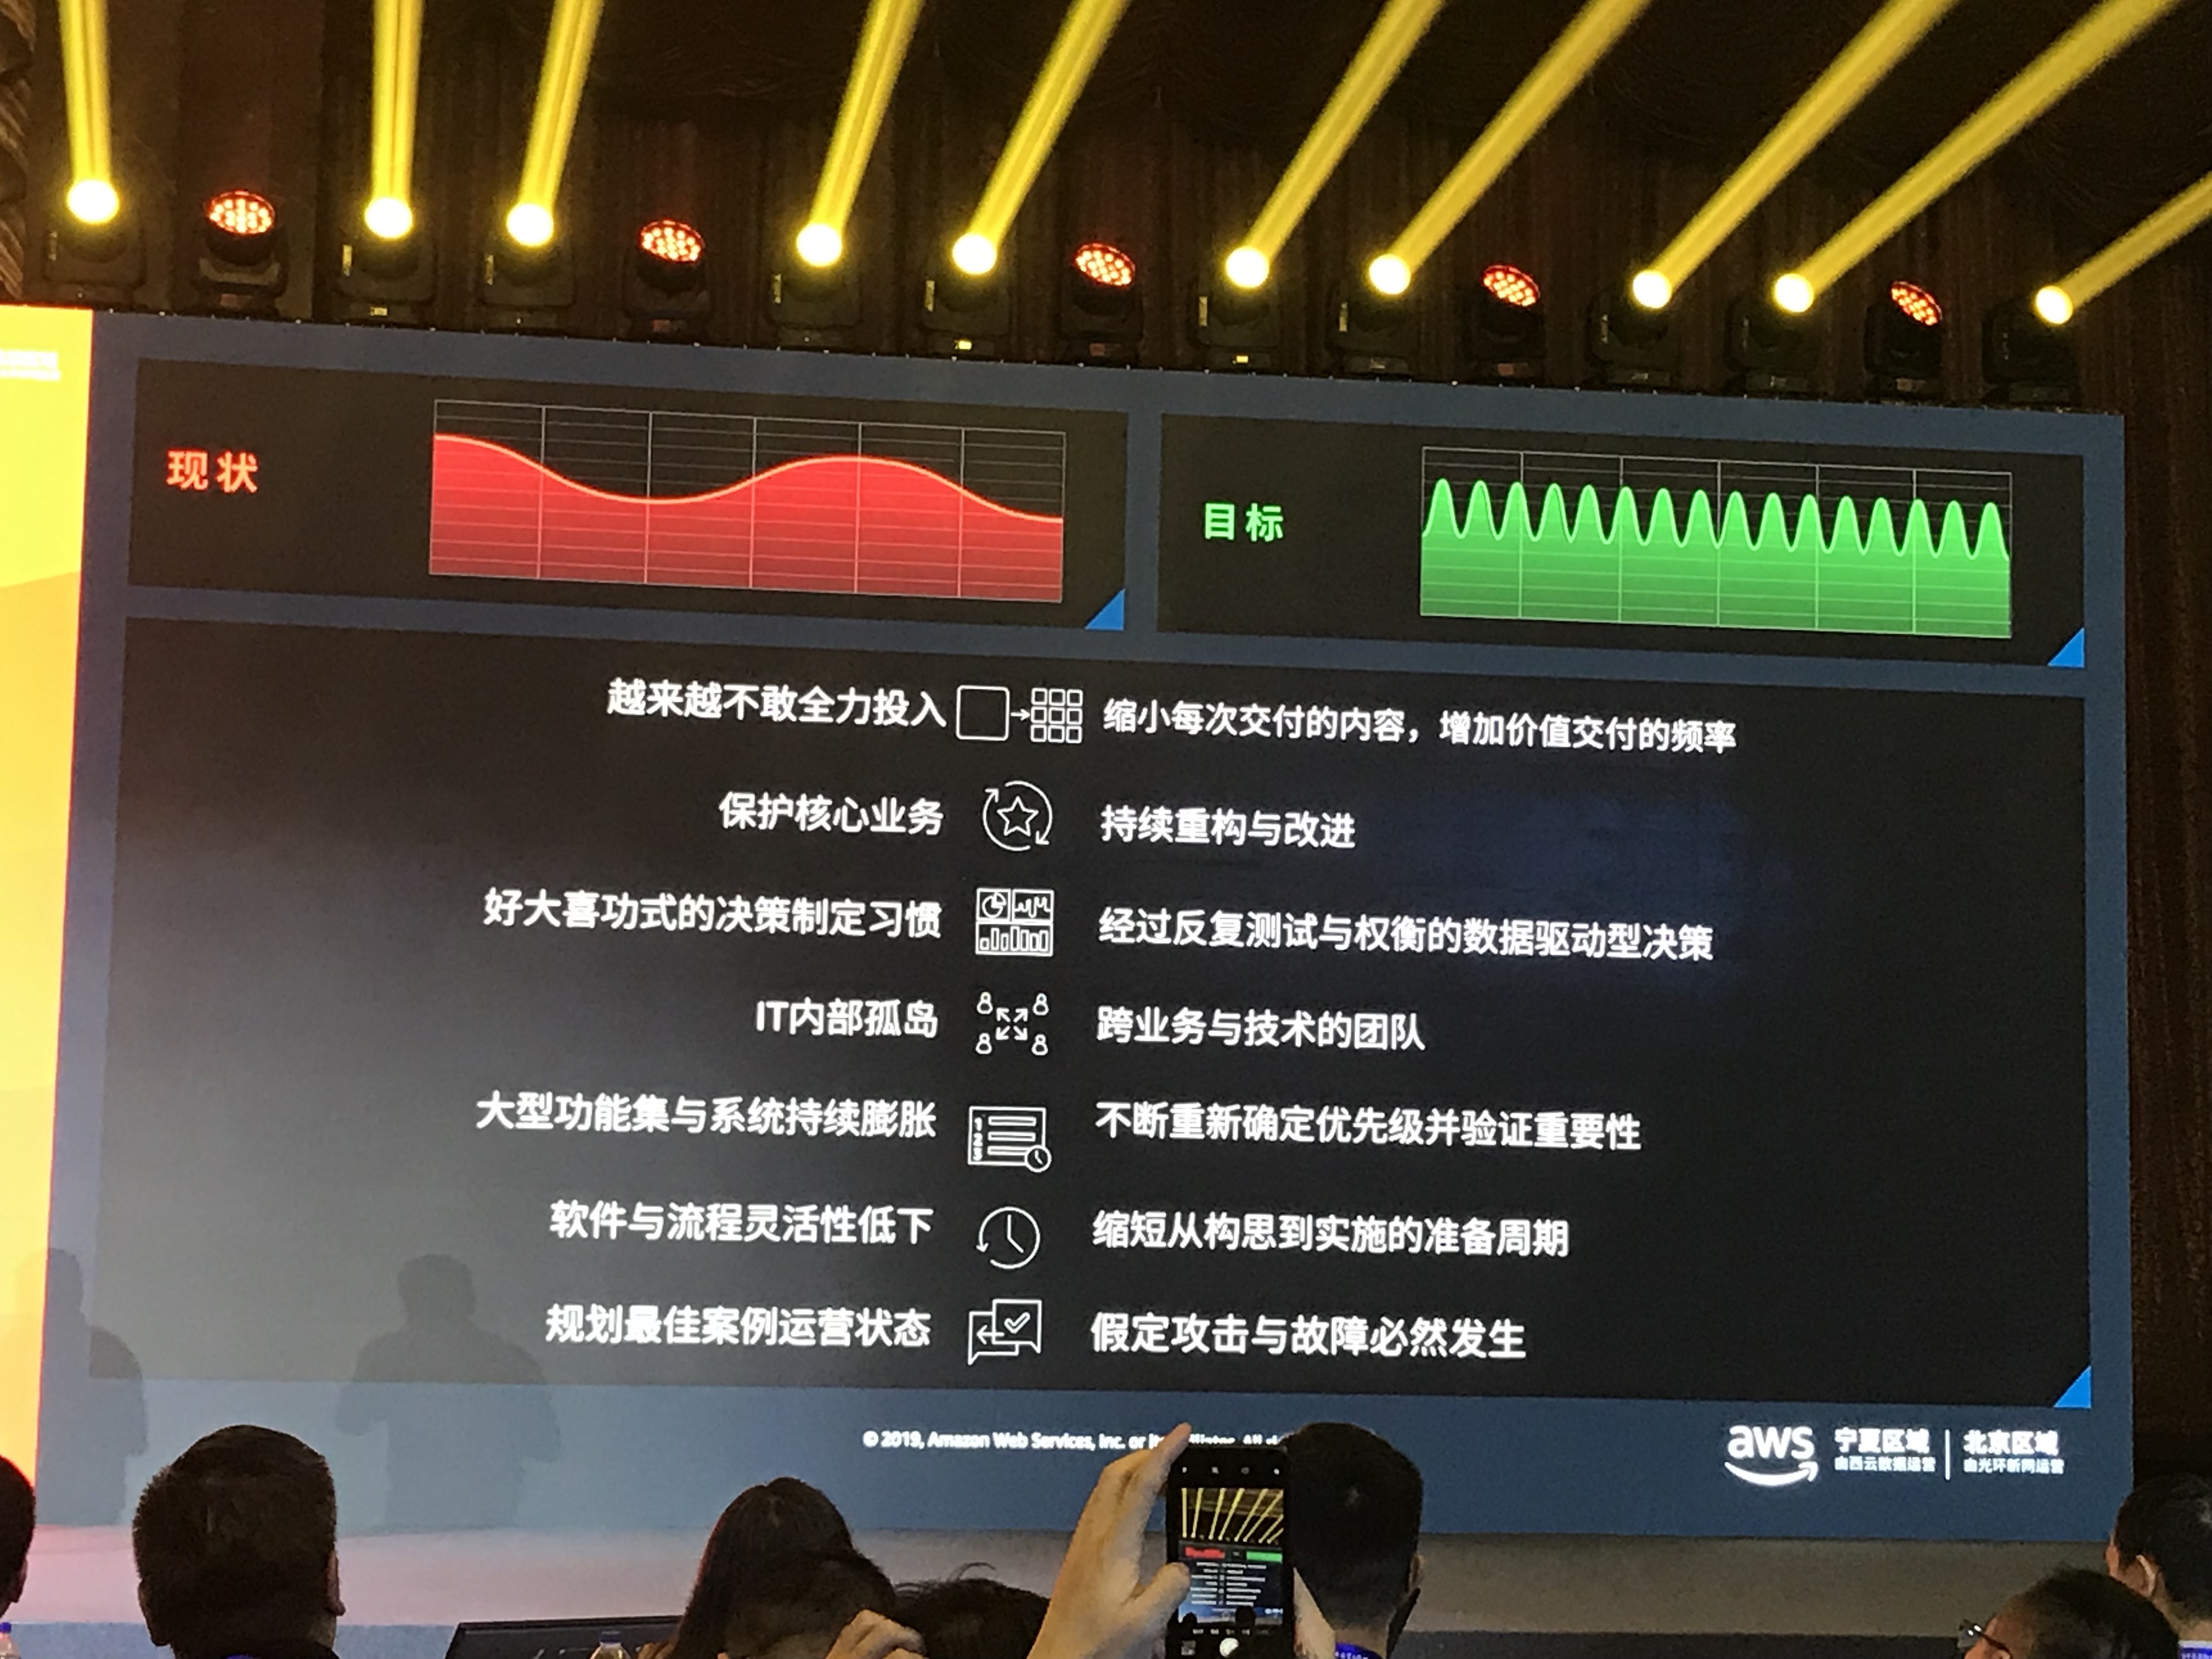 现状
目标
越来越不敢全力投入
缩小每次交付的内容，增加价值交付的频率
保护核心业务
持续重构与改进
好大喜功式的决策制定习惯
经过反复测试与权衡的数据驱动型决策
IT内部孤岛
跨业务与技术的团队
大型功能集与系统持续膨胀
1
2
3
不断重新确定优先级并验证重要性
软件与流程灵活性低下
缩短从构思到实施的准备周期
规划最佳案例运营状态
假定攻击与故障必然发生
© 2019, Amazon Web Services, Inc. or
aws
宁夏区域
由西云数据运营
北京区域
由光环新网运营